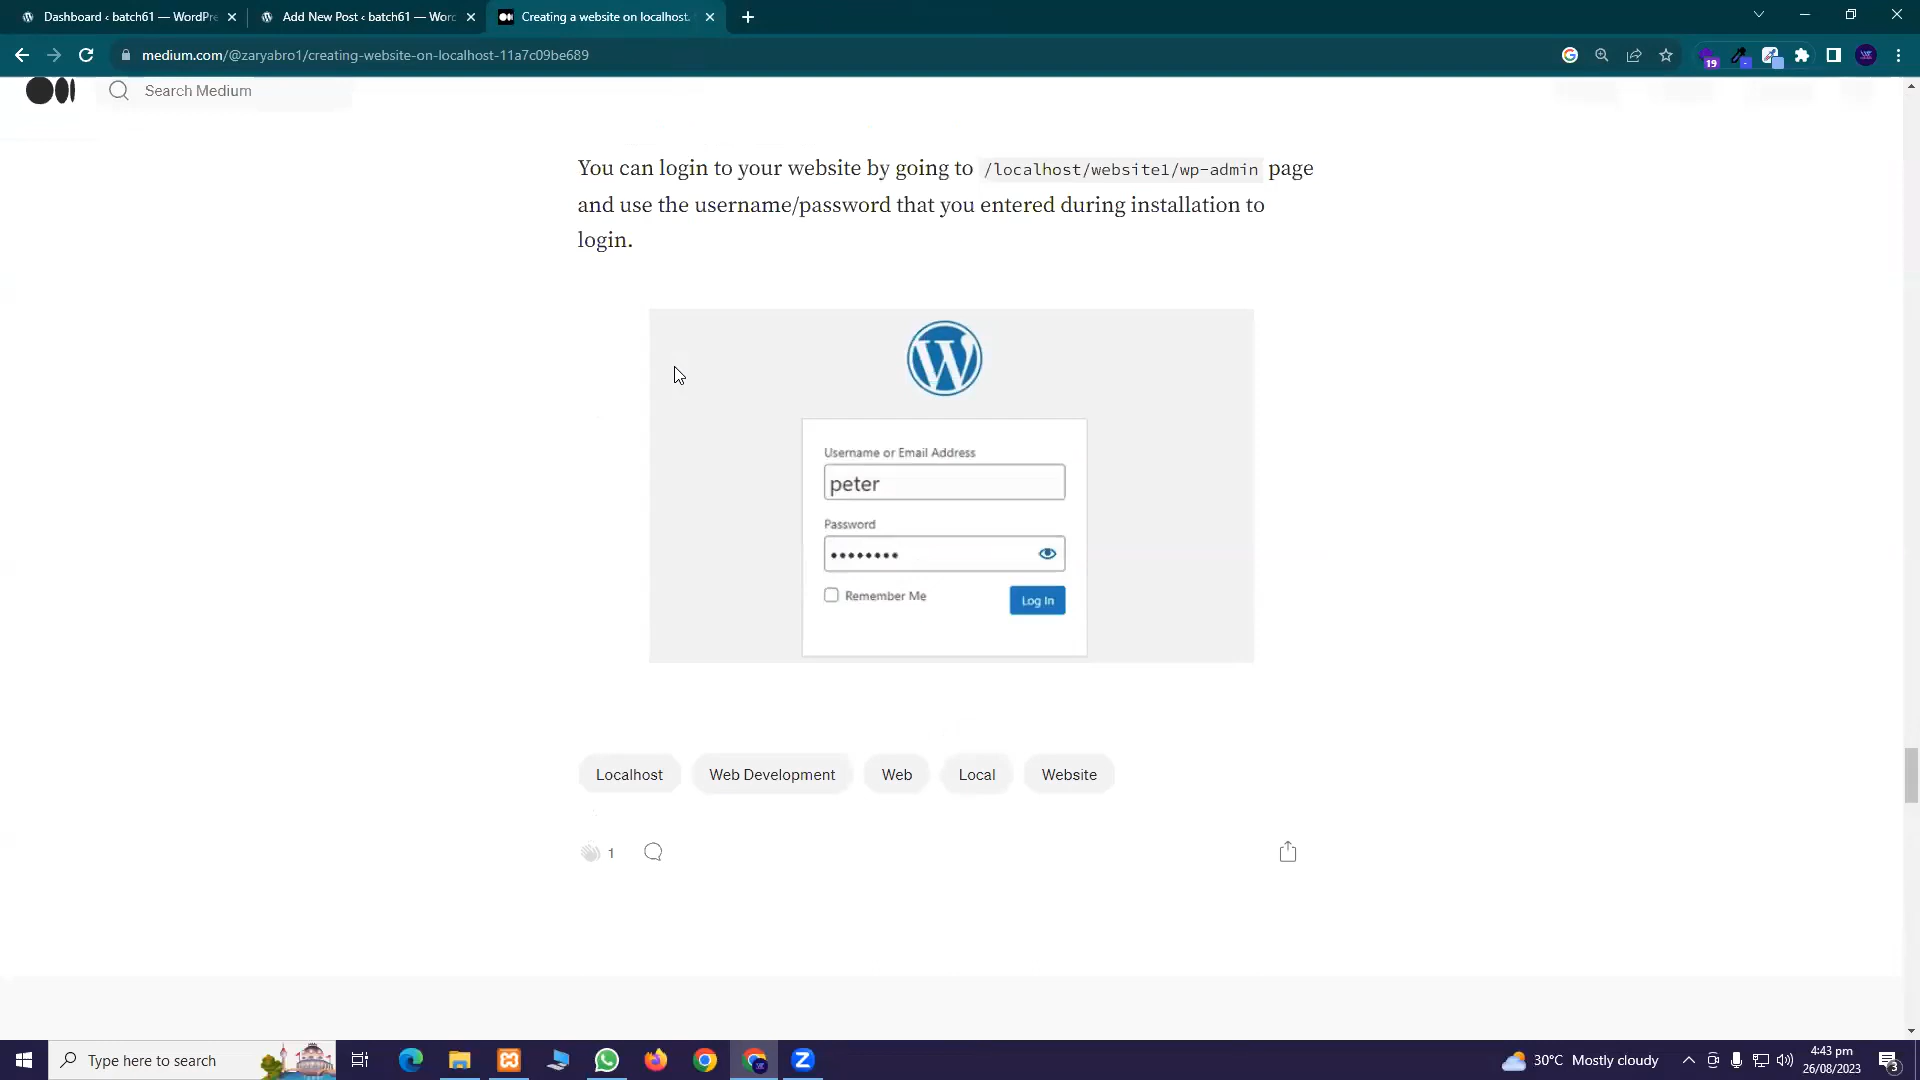 Dashboard ‹ batch61 — WordPre
Add New Post ‹ batch61 — Word
Creating a website on localhost.
medium.com/@zaryabro1/creating-website-on-localhost-11a7c09be689
19
Search Medium
You can login to your website by going to /localhost/website1/wp-admin page
and use the username/password that you entered during installation to
login.
Username or Email Address
peter
Password
Remember Me
Log In
Localhost
Web Development
Web
Local
Website
1
Type here to search
30°C Mostly cloudy
4:43 pm
26/08/2023
3